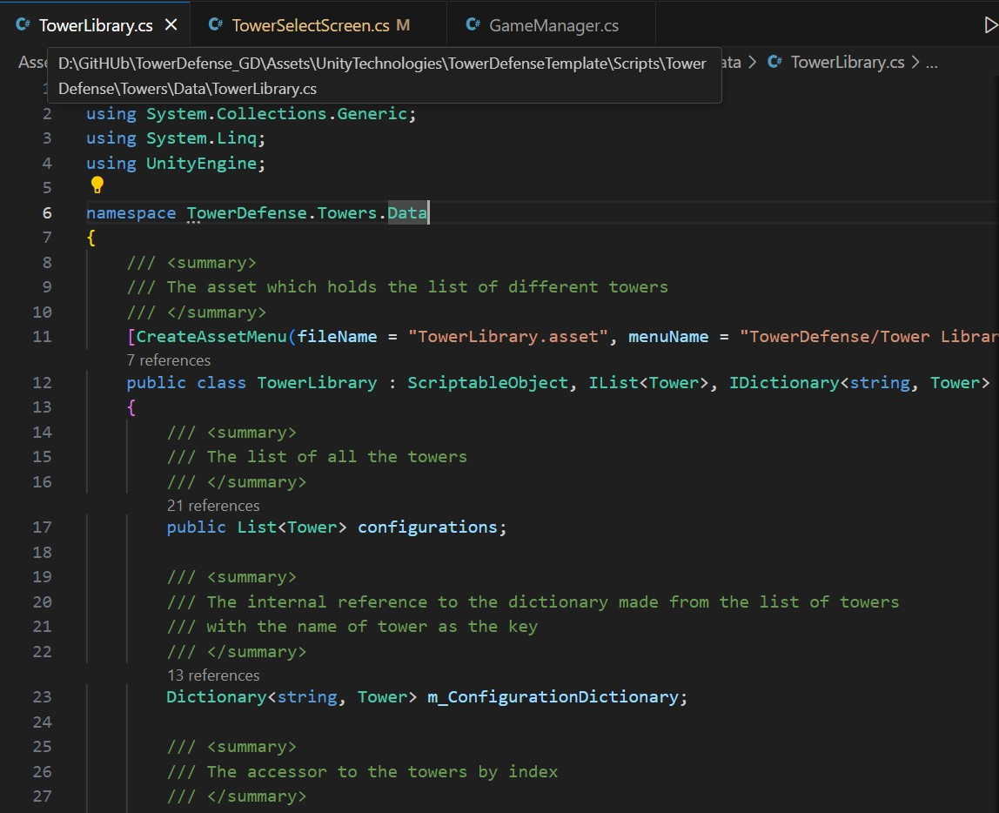 C# TowerLibrary.cs × C# TowerSelectScreen.cs M C# GameManager.cs
Asse
D:\GitHUb\TowerDefense_GD\Assets\UnityTechnologies\TowerDefenseTemplate\Scripts\Tower
Defense\Towers\Data\TowerLibrary.cs
ata > C# TowerLibrary.cs > ...
1
2 using System.Collections.Generic;
3 using System.Linq;
4 using UnityEngine;
5
6 namespace TowerDefense.Towers.Data
7 {
8 /// <summary>
9 /// The asset which holds the list of different towers
10 /// </summary>
11 [CreateAssetMenu(fileName = "TowerLibrary.asset", menuName = "TowerDefense/Tower Librar
7 references
12 public class TowerLibrary : ScriptableObject, IList<Tower>, IDictionary<string, Tower>
13 {
14 /// <summary>
15 /// The list of all the towers
16 /// </summary>
21 references
17 public List<Tower> configurations;
18
19 /// <summary>
20 /// The internal reference to the dictionary made from the list of towers
21 /// with the name of tower as the key
22 /// </summary>
13 references
23 Dictionary<string, Tower> m_ConfigurationDictionary;
24
25 /// <summary>
26 /// The accessor to the towers by index
27 /// </summary>